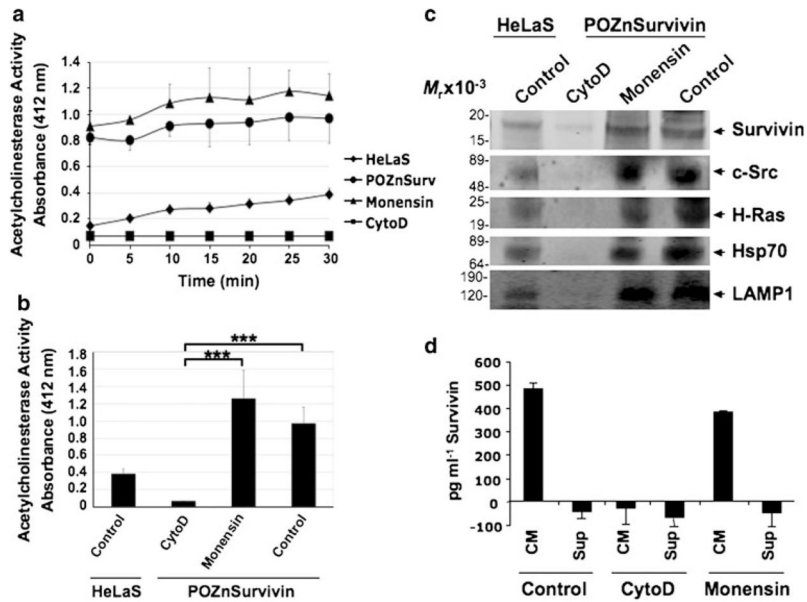 a
Acetylcholinesterase Activity
Absorbance (412 nm)
1.4
1.2
1.0
0.8
0.6
0.4
0.2
0
0 5 10 15 20 25 30
Time (min)
HeLaS
POZnSurv
Monensin
CytoD
b
Acetylcholinesterase Activity
Absorbance (412 nm)
1.8
1.6
1.4
1.2
1.0
0.8
0.6
0.4
0.2
0
***
***
Control CytoD Monensin Control
HeLaS POZnSurvivin
c
HeLaS POZnSurvivin
Mrx10-3 Control CytoD Monensin Control
20-
15-
Survivin
89-
48-
c-Src
25-
19-
H-Ras
89-
64-
Hsp70
190-
120-
LAMP1
d
pg ml-1 Survivin
600
500
400
300
200
100
0
-100
CM Sup CM Sup CM Sup
Control CytoD Monensin